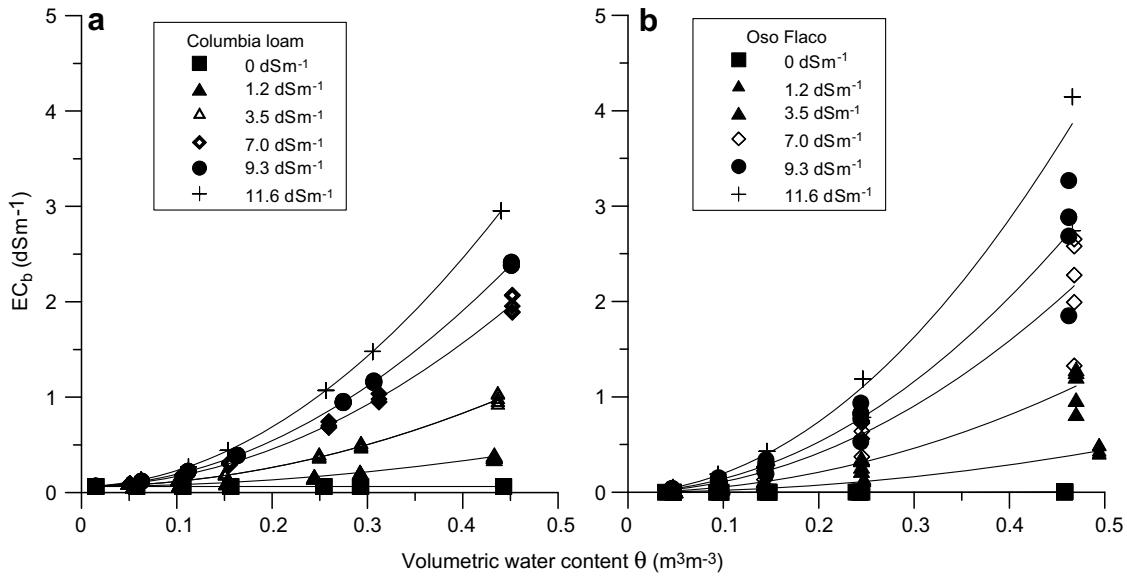 a
Columbia loam
0 dSm-1
1.2 dSm-1
3.5 dSm-1
7.0 dSm-1
9.3 dSm-1
11.6 dSm-1
5
4
3
2
1
0
0
0.1
0.2
0.3
0.4
0.5
ECb (dSm-1)
b
Oso Flaco
0 dSm-1
1.2 dSm-1
3.5 dSm-1
7.0 dSm-1
9.3 dSm-1
11.6 dSm-1
5
4
3
2
1
0
0
0.1
0.2
0.3
0.4
0.5
Volumetric water content θ (m3m-3)